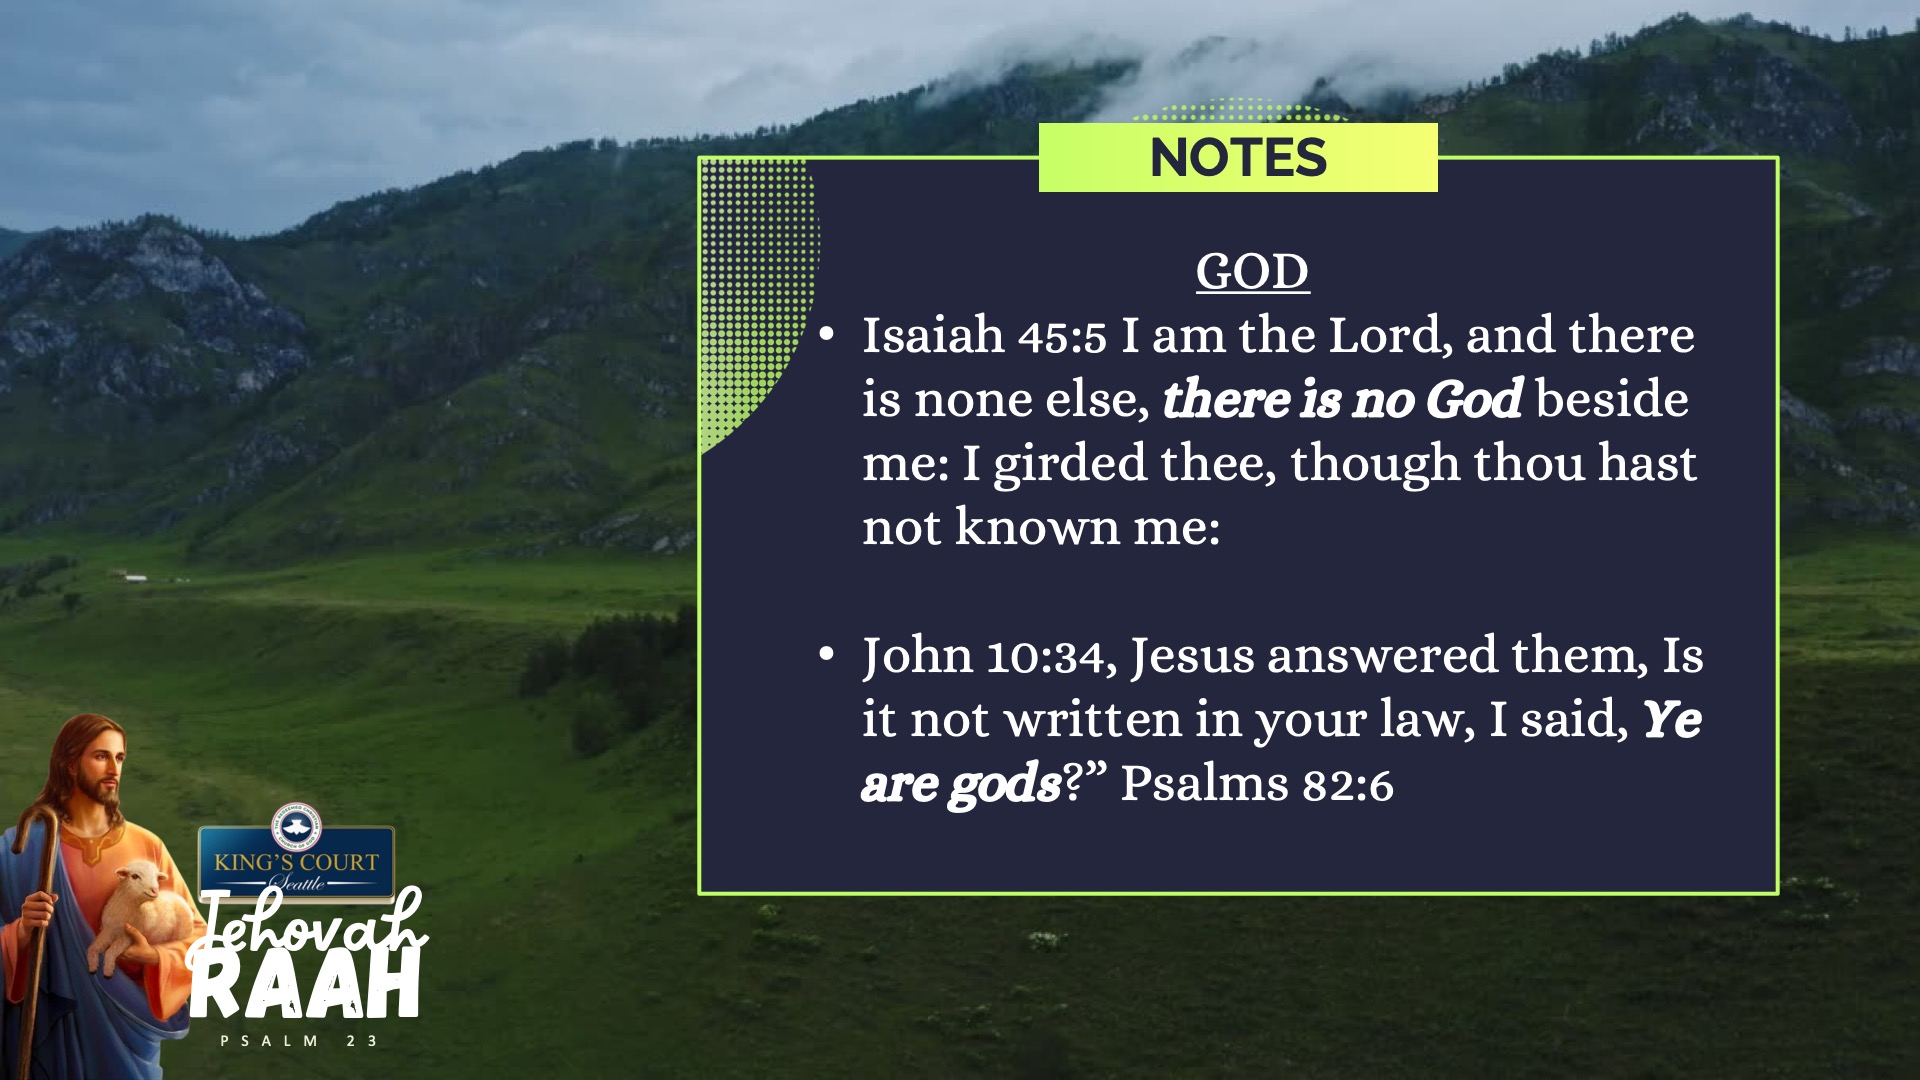 NOTES
GOD
• Isaiah 45:5 I am the Lord, and there
is none else, there is no God beside
me: I girded thee, though thou hast
not known me:
• John 10:34, Jesus answered them, Is
it not written in your law, I said, Ye
are gods?” Psalms 82:6
KING'S COURT
Seattle
Jehovah
RAAH
PSALM 23